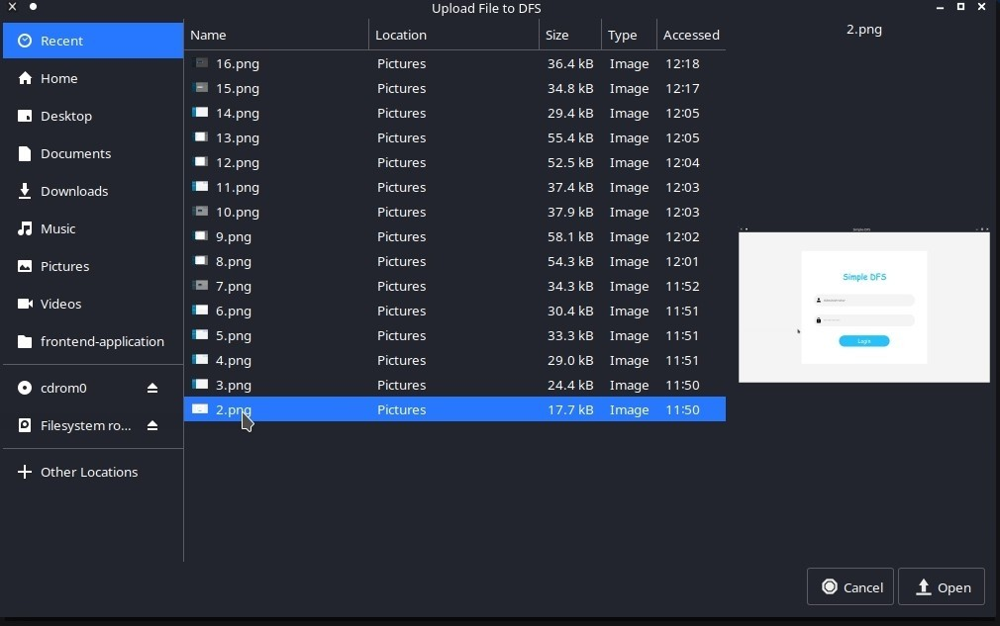 Upload File to DFS
Recent
Home
Desktop
Documents
Downloads
Music
Pictures
Videos
frontend-application
cdrom0
Filesystem ro...
Other Locations
Name Location Size Type Accessed
16.png Pictures 36.4 kB Image 12:18
15.png Pictures 34.8 kB Image 12:17
14.png Pictures 29.4 kB Image 12:05
13.png Pictures 55.4 kB Image 12:05
12.png Pictures 52.5 kB Image 12:04
11.png Pictures 37.4 kB Image 12:03
10.png Pictures 37.9 kB Image 12:03
9.png Pictures 58.1 kB Image 12:02
8.png Pictures 54.3 kB Image 12:01
7.png Pictures 34.3 kB Image 11:52
6.png Pictures 30.4 kB Image 11:51
5.png Pictures 33.3 kB Image 11:51
4.png Pictures 29.0 kB Image 11:51
3.png Pictures 24.4 kB Image 11:50
2.png Pictures 17.7 kB Image 11:50
2.png
Simple DFS
Login
Cancel Open